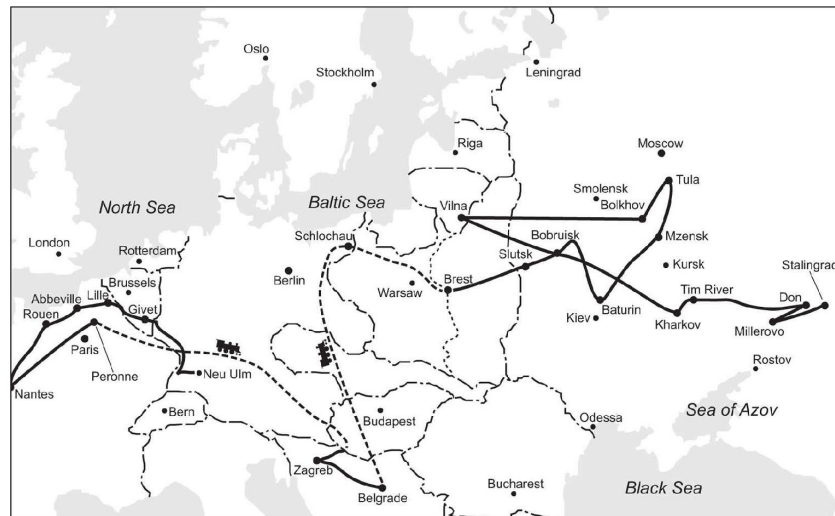 Oslo
Stockholm
Leningrad
Riga
Moscow
Smolensk
Tula
North Sea
Baltic Sea
Vilna
Bolkhov
London
Rotterdam
Schlochau
Bobruisk
Mzensk
Slutsk
Kursk
Stalingrad
Brussels
Berlin
Warsaw
Brest
Tim River
Abbeville
Lille
Givet
Don
Rouen
Baturin
Kiev
Kharkov
Millerovo
Paris
Peronne
Neu Ulm
Rostov
Nantes
Bern
Budapest
Odessa
Sea of Azov
Zagreb
Belgrade
Bucharest
Black Sea